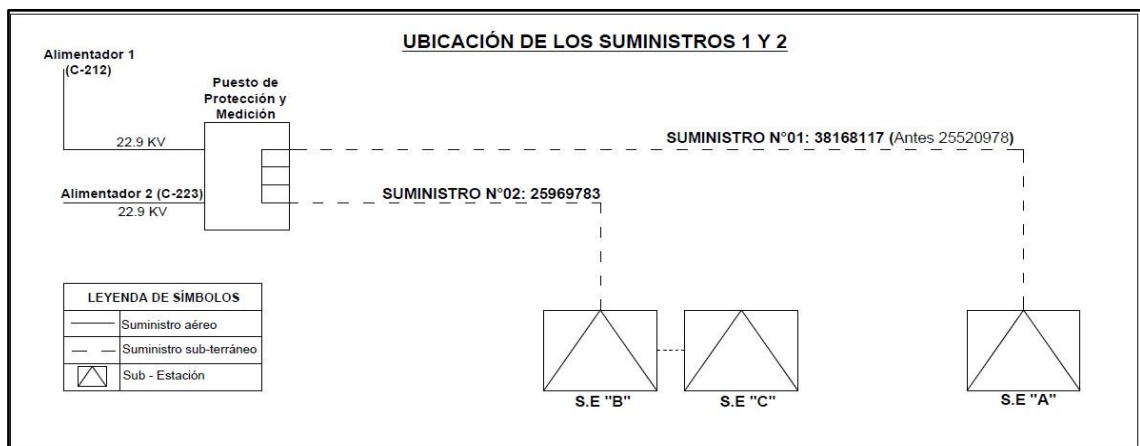 UBICACIÓN DE LOS SUMINISTROS 1 Y 2
Alimentador 1
(C-212)
Puesto de
Protección y
Medición
22.9 KV
SUMINISTRO N°01: 38168117 (Antes 25520978)
Alimentador 2 (C-223)
22.9 KV
SUMINISTRO N°02: 25969783
LEYENDA DE SÍMBOLOS
Suministro aéreo
Suministro sub-terráneo
Sub - Estación
S.E "B"
S.E "C"
S.E "A"